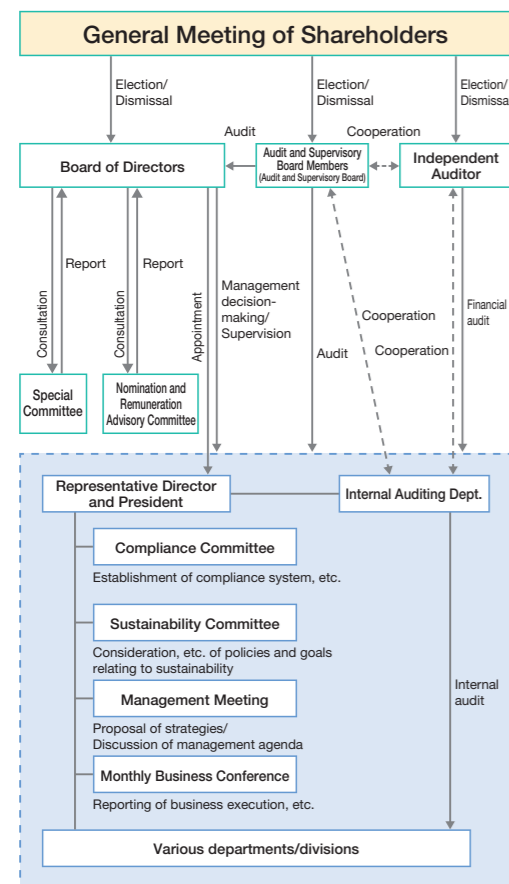 General Meeting of Shareholders
Election/
Dismissal
Election/
Dismissal
Election/
Dismissal
Audit
Cooperation
Board of Directors
Audit and Supervisory
Board Members
(Audit and Supervisory Board)
Independent
Auditor
Consultation
Report
Consultation
Report
Appointment
Management
decision-
making/
Supervision
Audit
Cooperation
Cooperation
Financial
audit
Special
Committee
Nomination and
Remuneration
Advisory Committee
Representative Director
and President
Internal Auditing Dept.
Compliance Committee
Establishment of compliance system, etc.
Sustainability Committee
Consideration, etc. of policies and goals
relating to sustainability
Management Meeting
Proposal of strategies/
Discussion of management agenda
Internal
audit
Monthly Business Conference
Reporting of business execution, etc.
Various departments/divisions